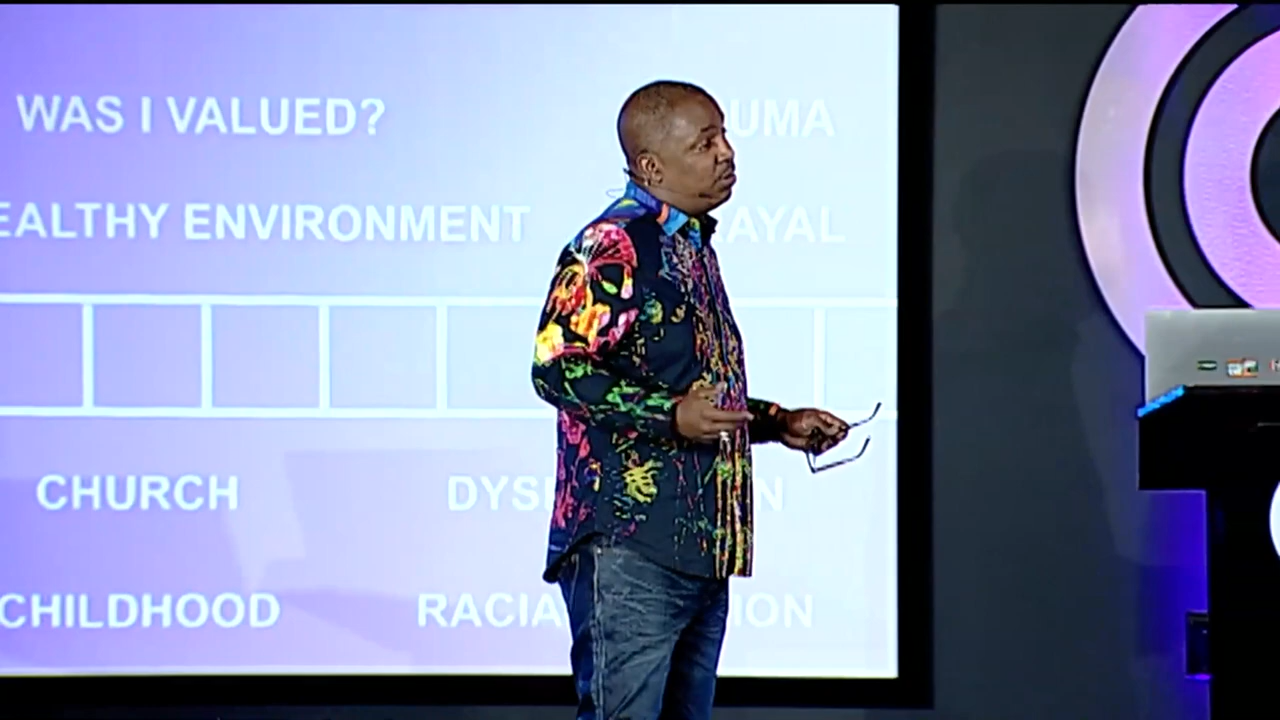 WAS I VALUED?
UMA
EALTHY ENVIRONMENT
AYAL
CHURCH
DYS N
CHILDHOOD
RACIA ION